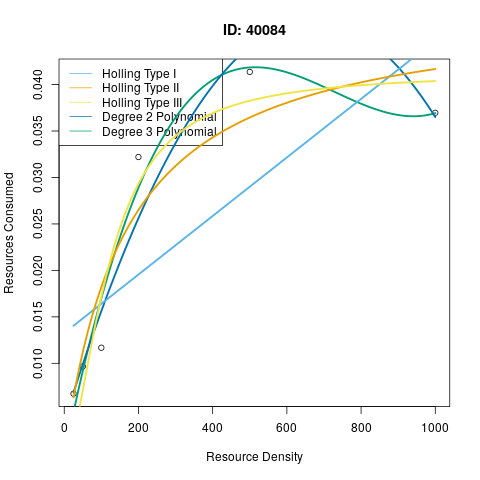 ID: 40084
Holling Type I
Holling Type II
Holling Type III
Degree 2 Polynomial
Degree 3 Polynomial
Resources Consumed
0.040
0.035
0.030
0.025
0.020
0.015
0.010
0 200 400 600 800 1000
Resource Density